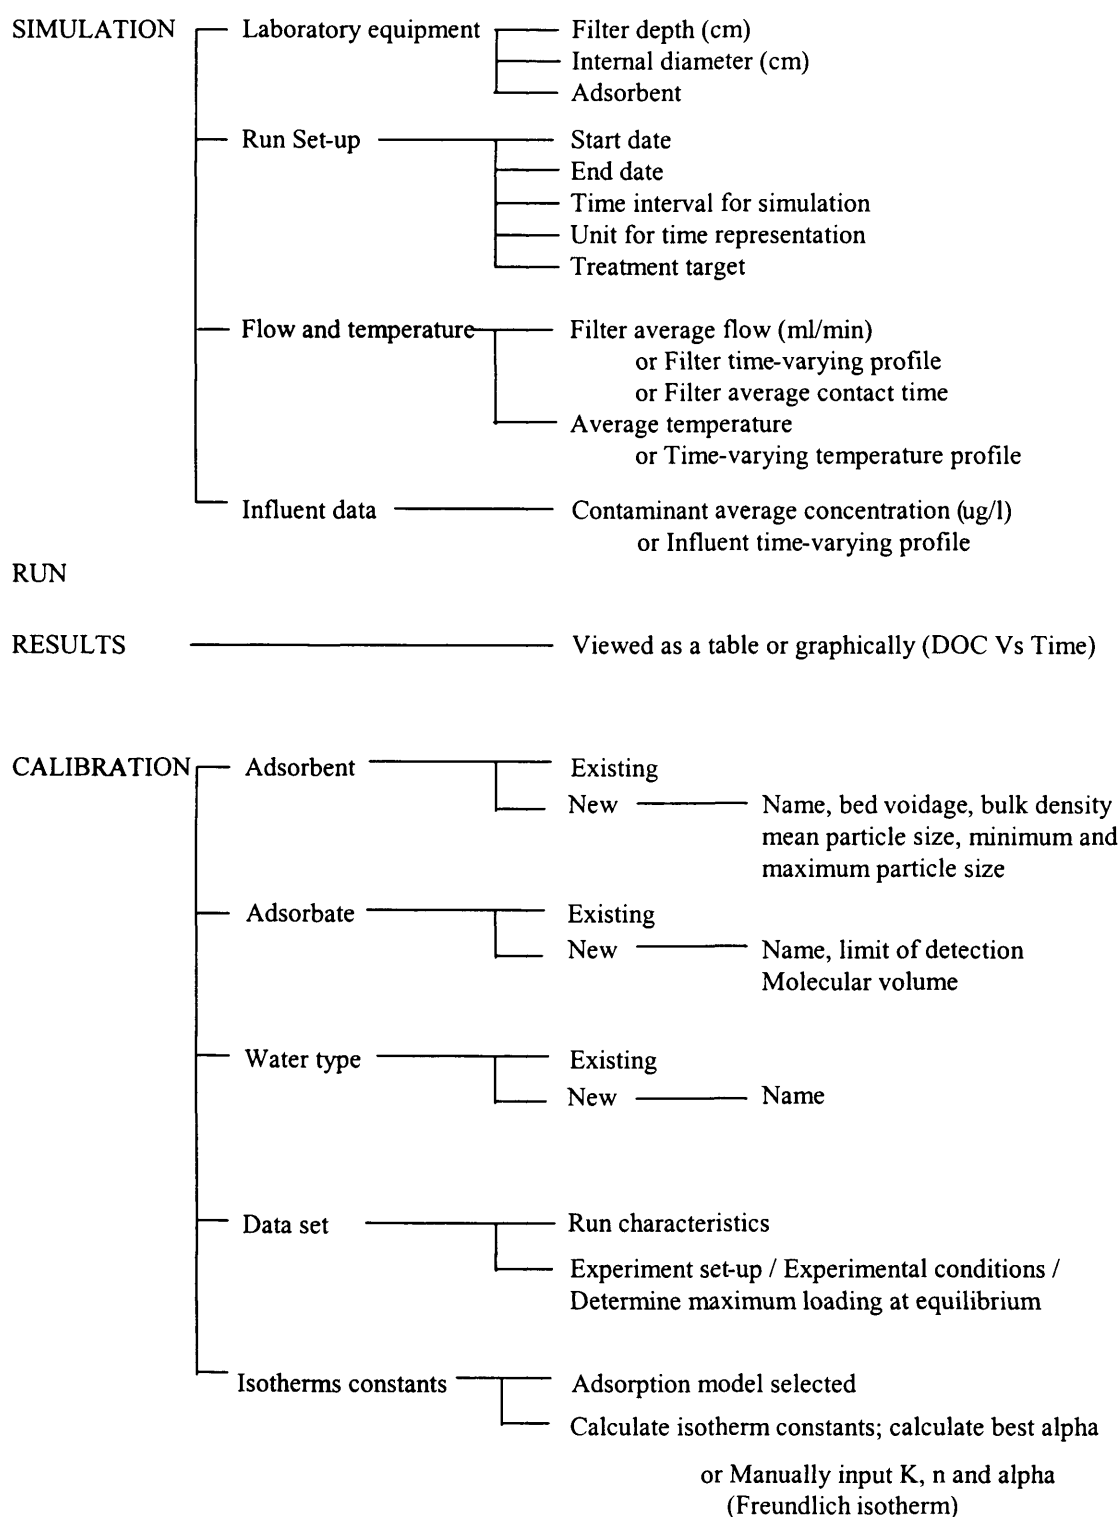 SIMULATION Laboratory equipment Filter depth (cm)
Internal diameter (cm)
Adsorbent
Run Set-up Start date
End date
Time interval for simulation
Unit for time representation
Treatment target
Flow and temperature Filter average flow (ml/min)
or Filter time-varying profile
or Filter average contact time
Average temperature
or Time-varying temperature profile
Influent data Contaminant average concentration (ug/l)
or Influent time-varying profile
RUN
RESULTS Viewed as a table or graphically (DOC Vs Time)
CALIBRATION Adsorbent Existing
New Name, bed voidage, bulk density
mean particle size, minimum and
maximum particle size
Adsorbate Existing
New Name, limit of detection
Molecular volume
Water type Existing
New Name
Data set Run characteristics
Experiment set-up / Experimental conditions /
Determine maximum loading at equilibrium
Isotherms constants Adsorption model selected
Calculate isotherm constants; calculate best alpha
or Manually input K, n and alpha
(Freundlich isotherm)